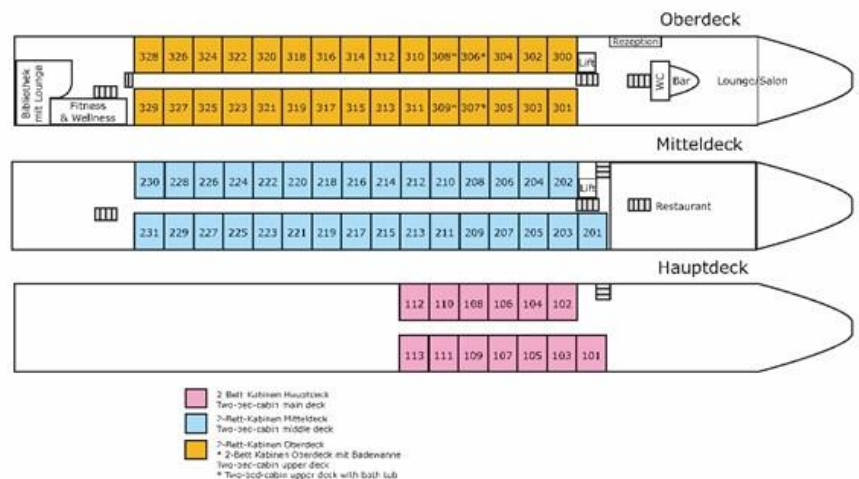 Oberdeck
328 326 324 322 320 318 316 314 312 310 308* 306* 304 302 300
Rezeption
Lift
Bibliothek
mit Lounge
Fitness
& Wellness
WC
Bar
Lounge/Salon
329 327 325 323 321 319 317 315 313 311 309* 307* 305 303 301
Mitteldeck
230 228 226 224 222 220 218 216 214 212 210 208 206 204 202
Lift
Restaurant
231 229 227 225 223 221 219 217 215 213 211 209 207 205 203 201
Hauptdeck
112 110 108 106 104 102
113 111 109 107 105 103 101
2 Bett Kabinen Hauptdeck
Two-bed-cabin main deck
2-Bett-Kabinen Mitteldeck
Two-bed-cabin middle deck
2-Bett-Kabinen Oberdeck
* 2-Bett Kabinen Oberdeck mit Badewanne
Two-bed-cabin upper deck
* Two-bed-cabin upper deck with bath tub